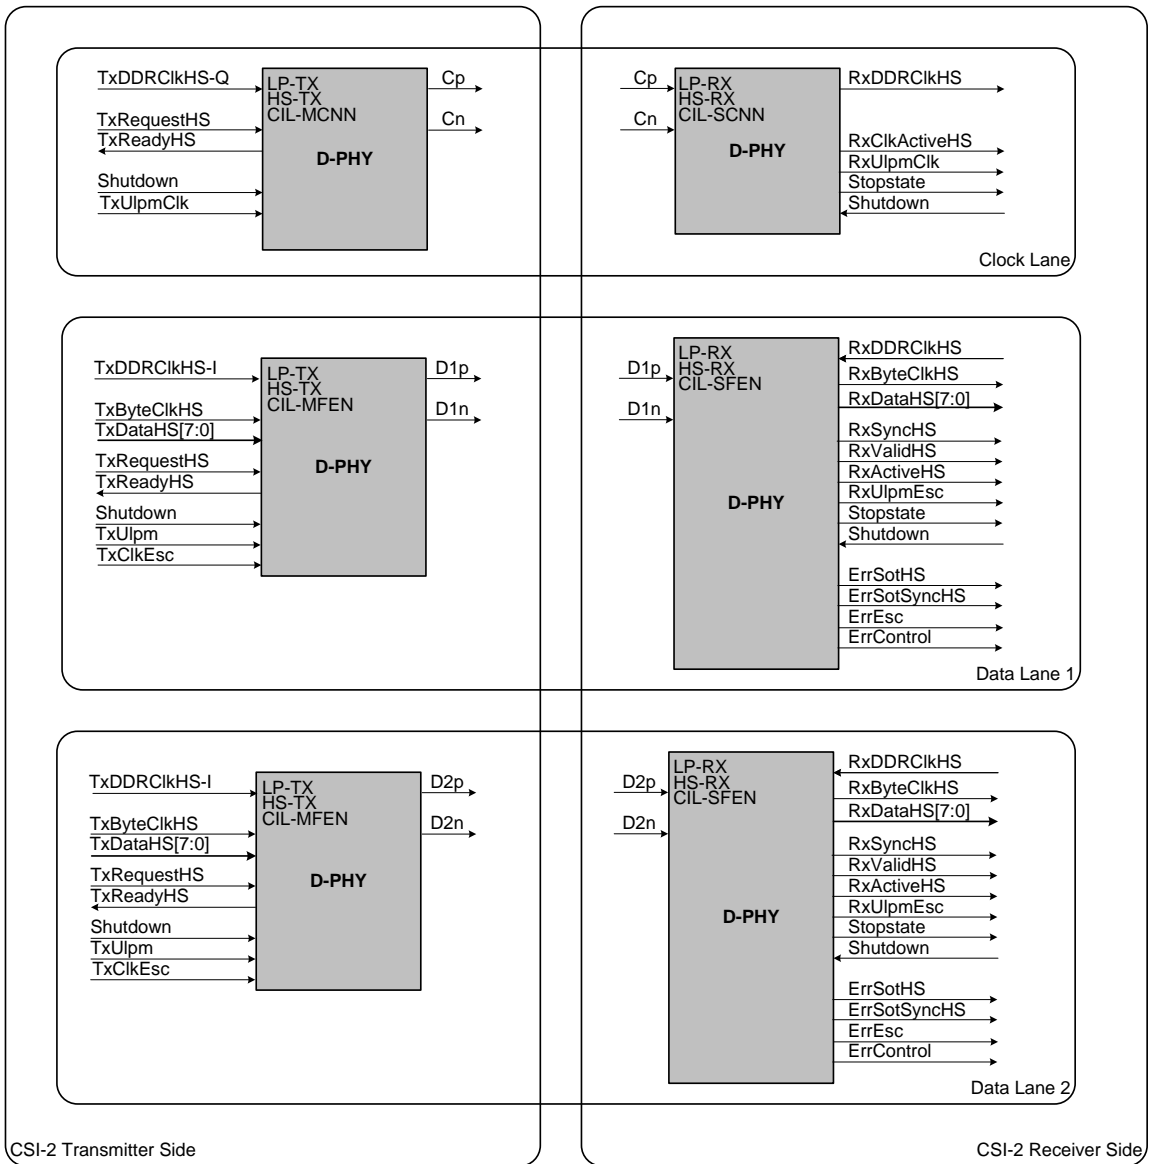 TxDDRClkHS-Q
TxRequestHS
TxReadyHS
Shutdown
TxUlpmClk
LP-TX
HS-TX
CIL-MCNN
D-PHY
Cp
Cn
Cp
Cn
LP-RX
HS-RX
CIL-SCNN
D-PHY
RxDDRClkHS
RxClkActiveHS
RxUlpmClk
Stopstate
Shutdown
Clock Lane
TxDDRClkHS-I
TxByteClkHS
TxDataHS[7:0]
TxRequestHS
TxReadyHS
Shutdown
TxUlpm
TxClkEsc
LP-TX
HS-TX
CIL-MFEN
D-PHY
D1p
D1n
D1p
D1n
LP-RX
HS-RX
CIL-SFEN
D-PHY
RxDDRClkHS
RxByteClkHS
RxDataHS[7:0]
RxSyncHS
RxValidHS
RxActiveHS
RxUlpmEsc
Stopstate
Shutdown
ErrSotHS
ErrSotSyncHS
ErrEsc
ErrControl
Data Lane 1
TxDDRClkHS-I
TxByteClkHS
TxDataHS[7:0]
TxRequestHS
TxReadyHS
Shutdown
TxUlpm
TxClkEsc
LP-TX
HS-TX
CIL-MFEN
D-PHY
D2p
D2n
D2p
D2n
LP-RX
HS-RX
CIL-SFEN
D-PHY
RxDDRClkHS
RxByteClkHS
RxDataHS[7:0]
RxSyncHS
RxValidHS
RxActiveHS
RxUlpmEsc
Stopstate
Shutdown
ErrSotHS
ErrSotSyncHS
ErrEsc
ErrControl
Data Lane 2
CSI-2 Transmitter Side
CSI-2 Receiver Side